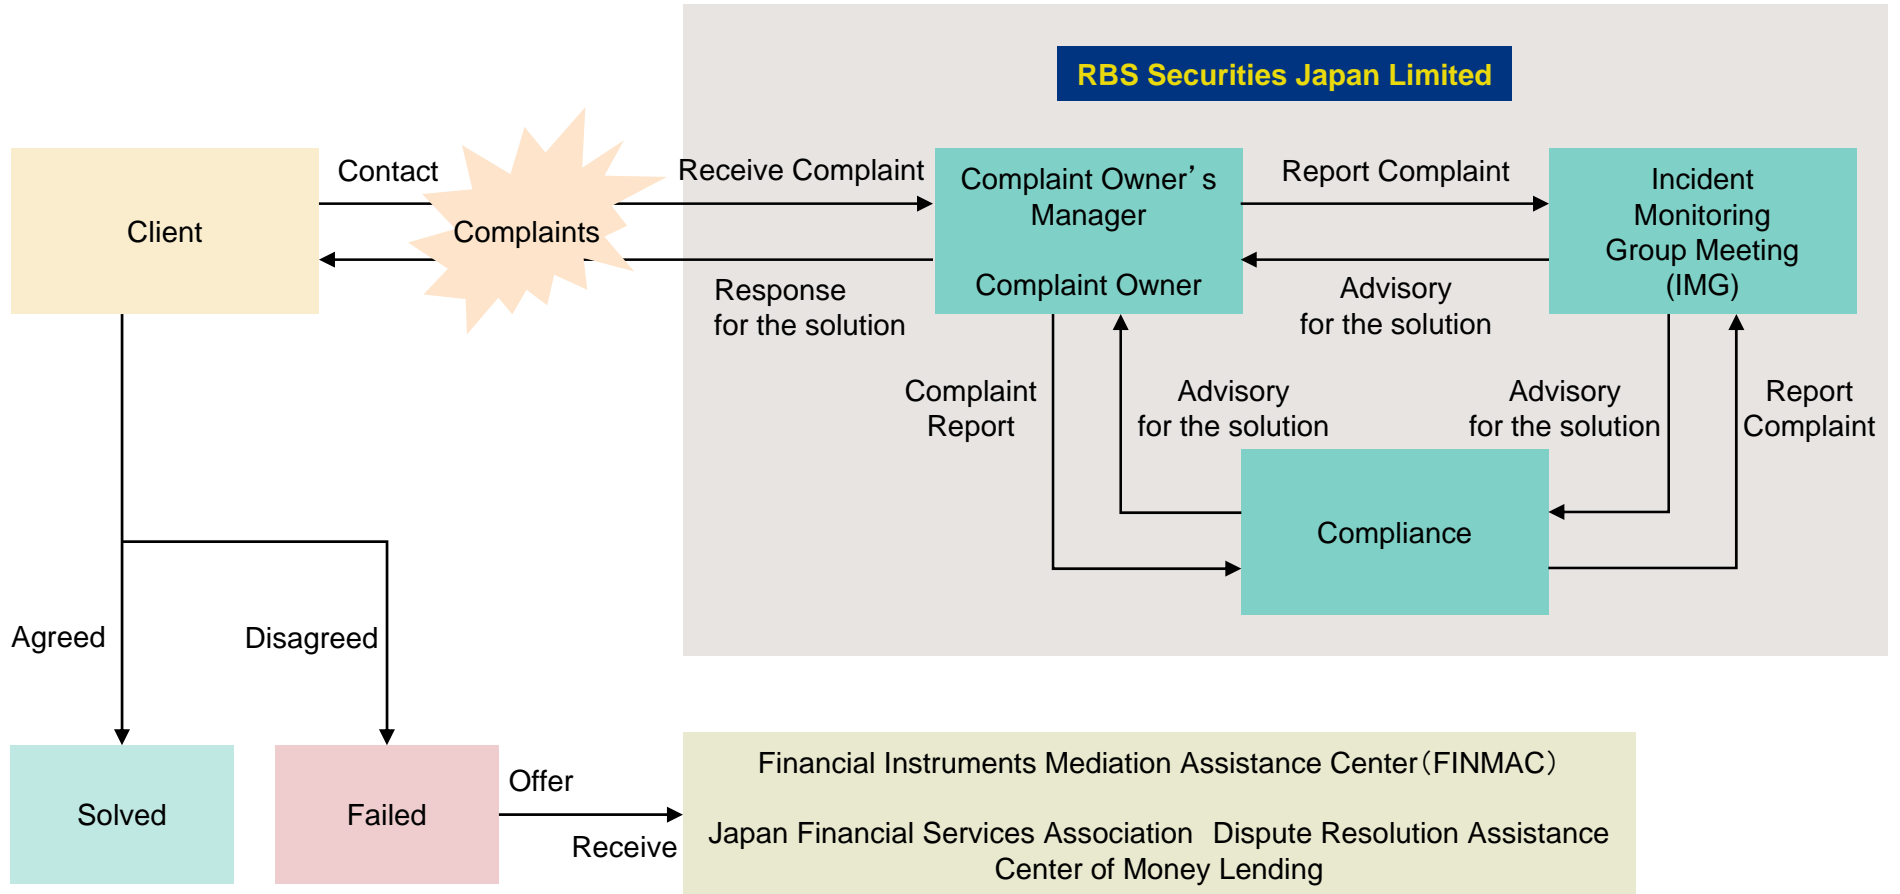 RBS Securities Japan Limited
Client
Contact
Complaints
Receive Complaint
Response
for the solution
Complaint Owner’s
Manager
Complaint Owner
Report Complaint
Advisory
for the solution
Incident
Monitoring
Group Meeting
(IMG)
Complaint
Report
Advisory
for the solution
Advisory
for the solution
Report
Complaint
Compliance
Agreed
Disagreed
Solved
Failed
Offer
Receive
Financial Instruments Mediation Assistance Center（FINMAC）
Japan Financial Services Association Dispute Resolution Assistance
Center of Money Lending